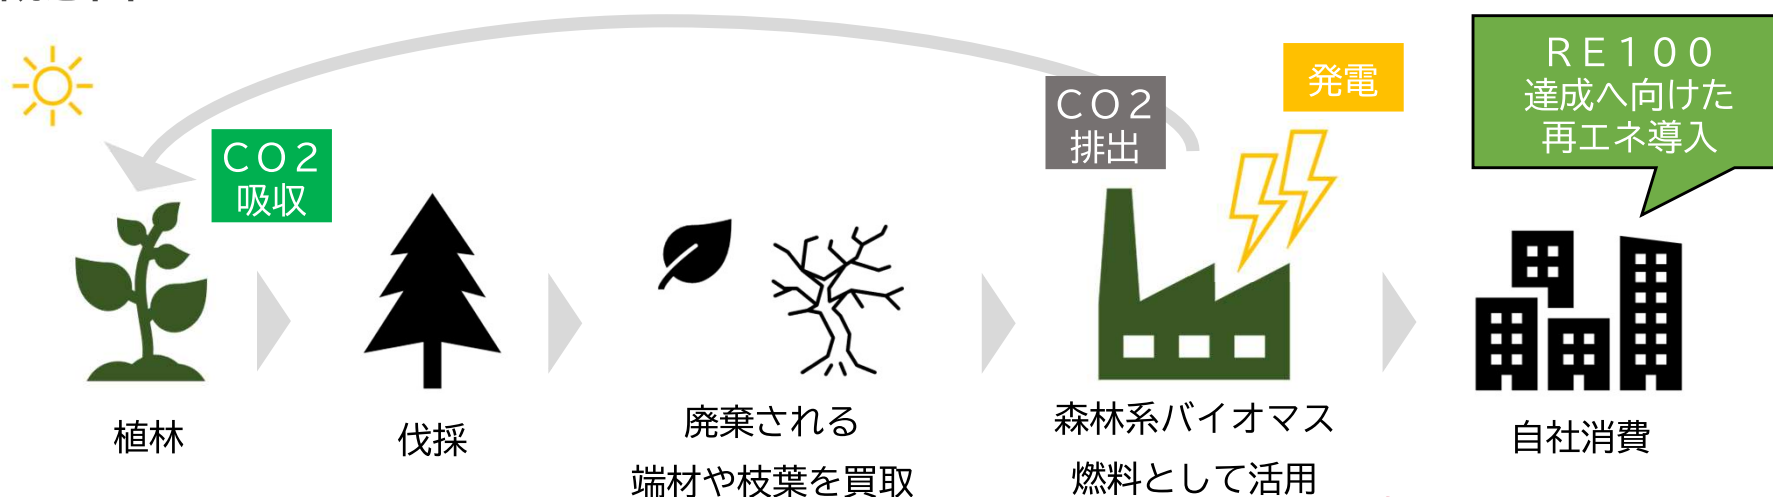 CO2
吸収
CO2
排出
発電
RE100
達成へ向けた
再エネ導入
植林
伐採
廃棄される
端材や枝葉を買取
森林系バイオマス
燃料として活用
自社消費